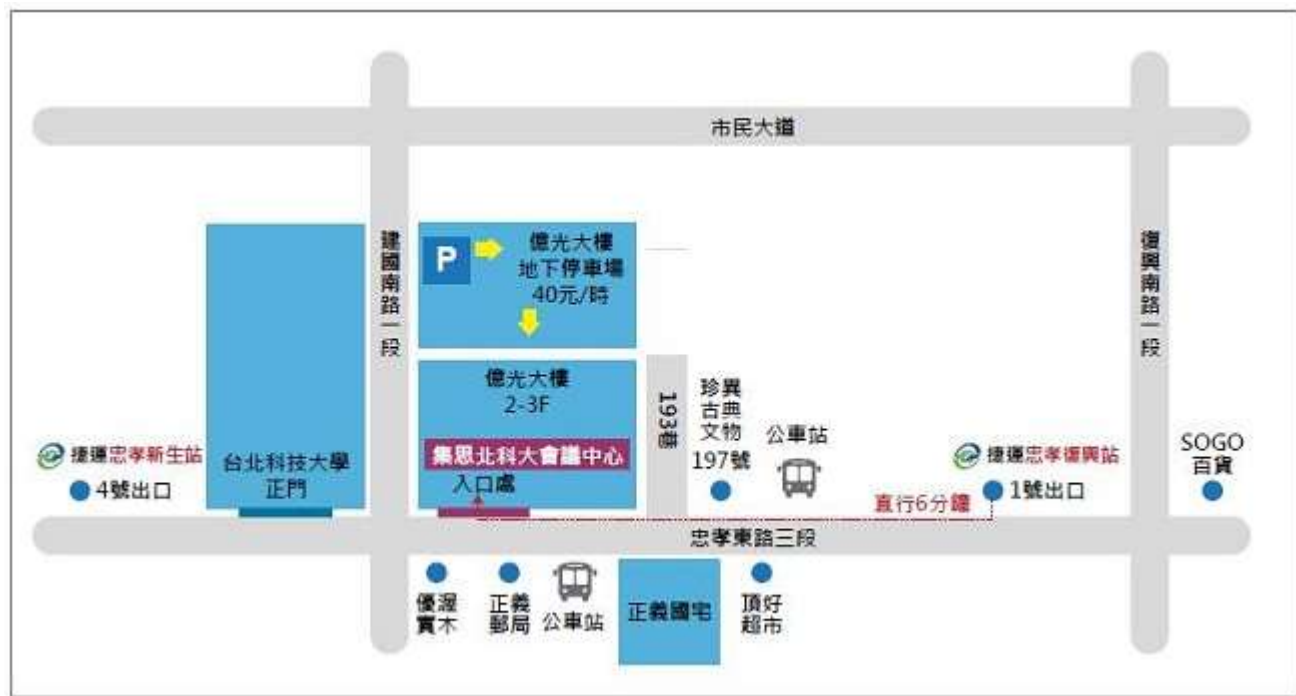 市民大道
建國南路一段
復興南路一段
P
億光大樓
地下停車場
40元/時
億光大樓
2-3F
集思北科大會議中心
入口處
193巷
珍異
古典
文物
197號
公車站
捷運忠孝新生站
4號出口
台北科技大學
正門
捷運忠孝復興站
1號出口
直行6分鐘
SOGO
百貨
忠孝東路三段
優渥
實木
正義
郵局
公車站
正義國宅
頂好
超市